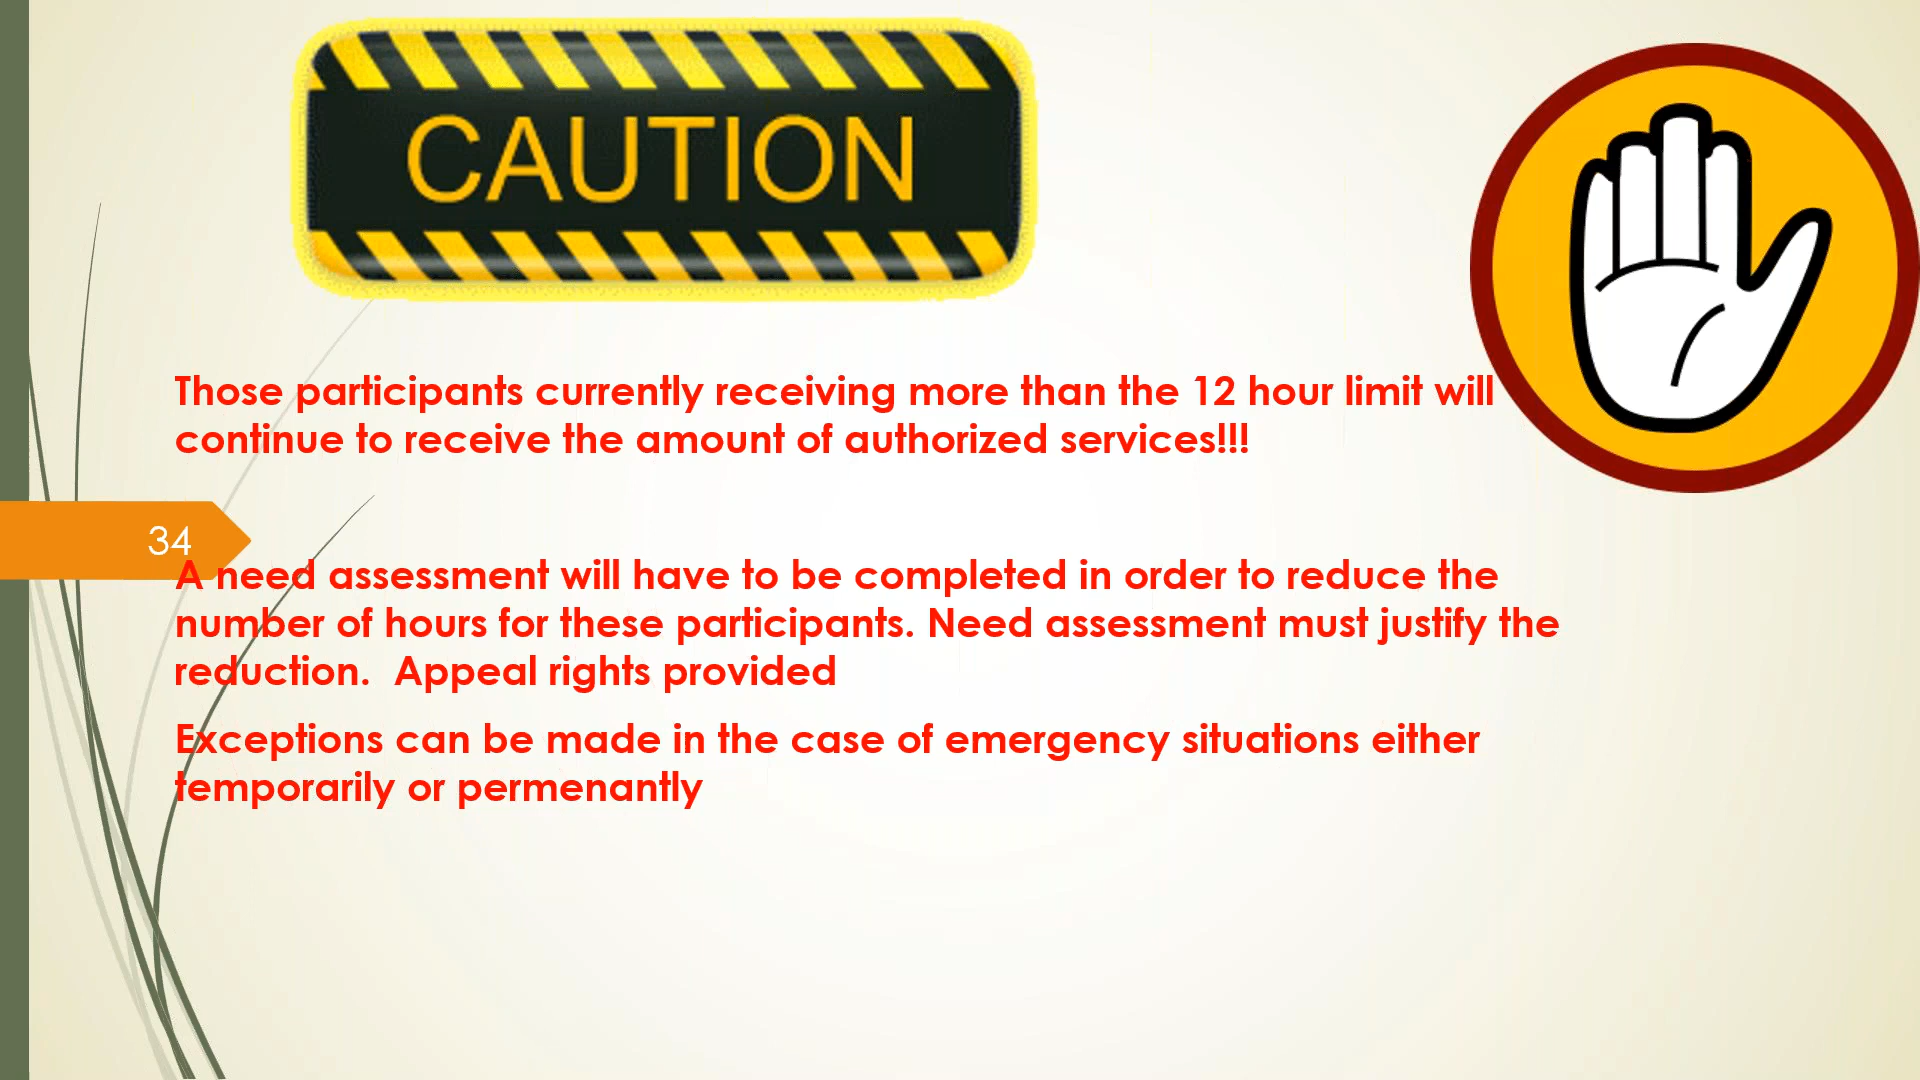 CAUTION
Those participants currently receiving more than the 12 hour limit will
continue to receive the amount of authorized services!!!
34
A need assessment will have to be completed in order to reduce the
number of hours for these participants. Need assessment must justify the
reduction.  Appeal rights provided
Exceptions can be made in the case of emergency situations either
temporarily or permenantly